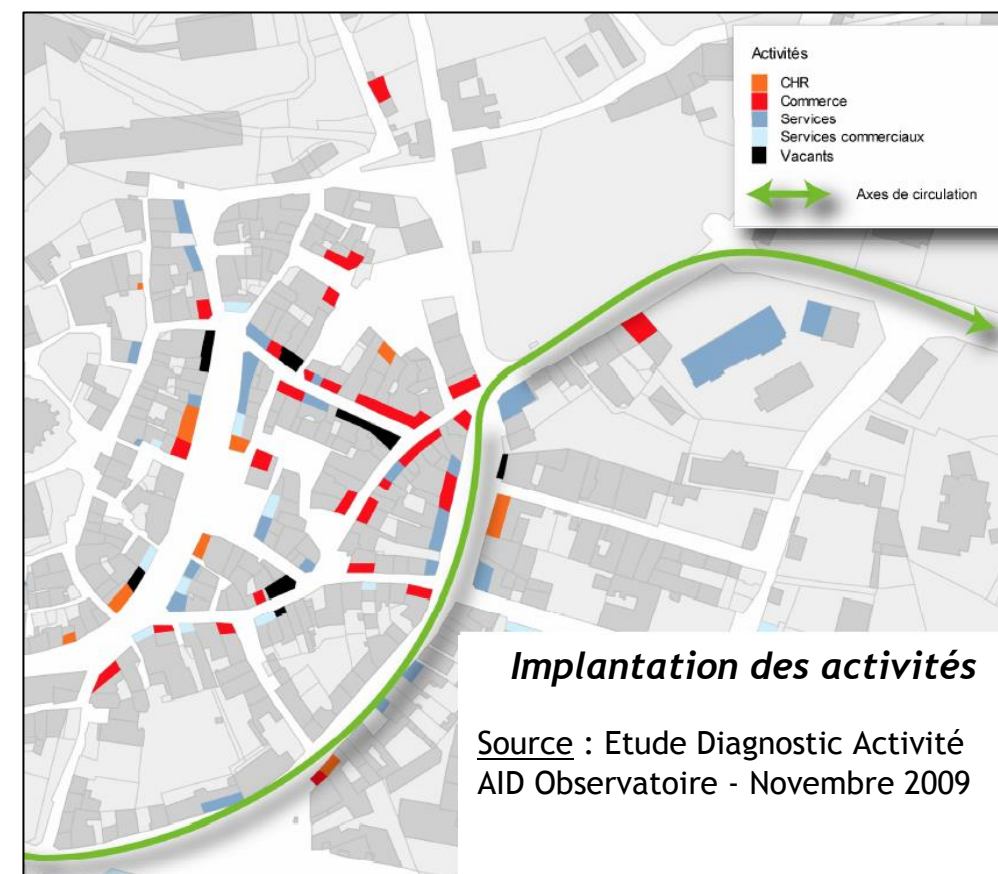 Activités
CHR
Commerce
Services
Services commerciaux
Vacants
Axes de circulation
Implantation des activités
Source : Etude Diagnostic Activité
AID Observatoire - Novembre 2009